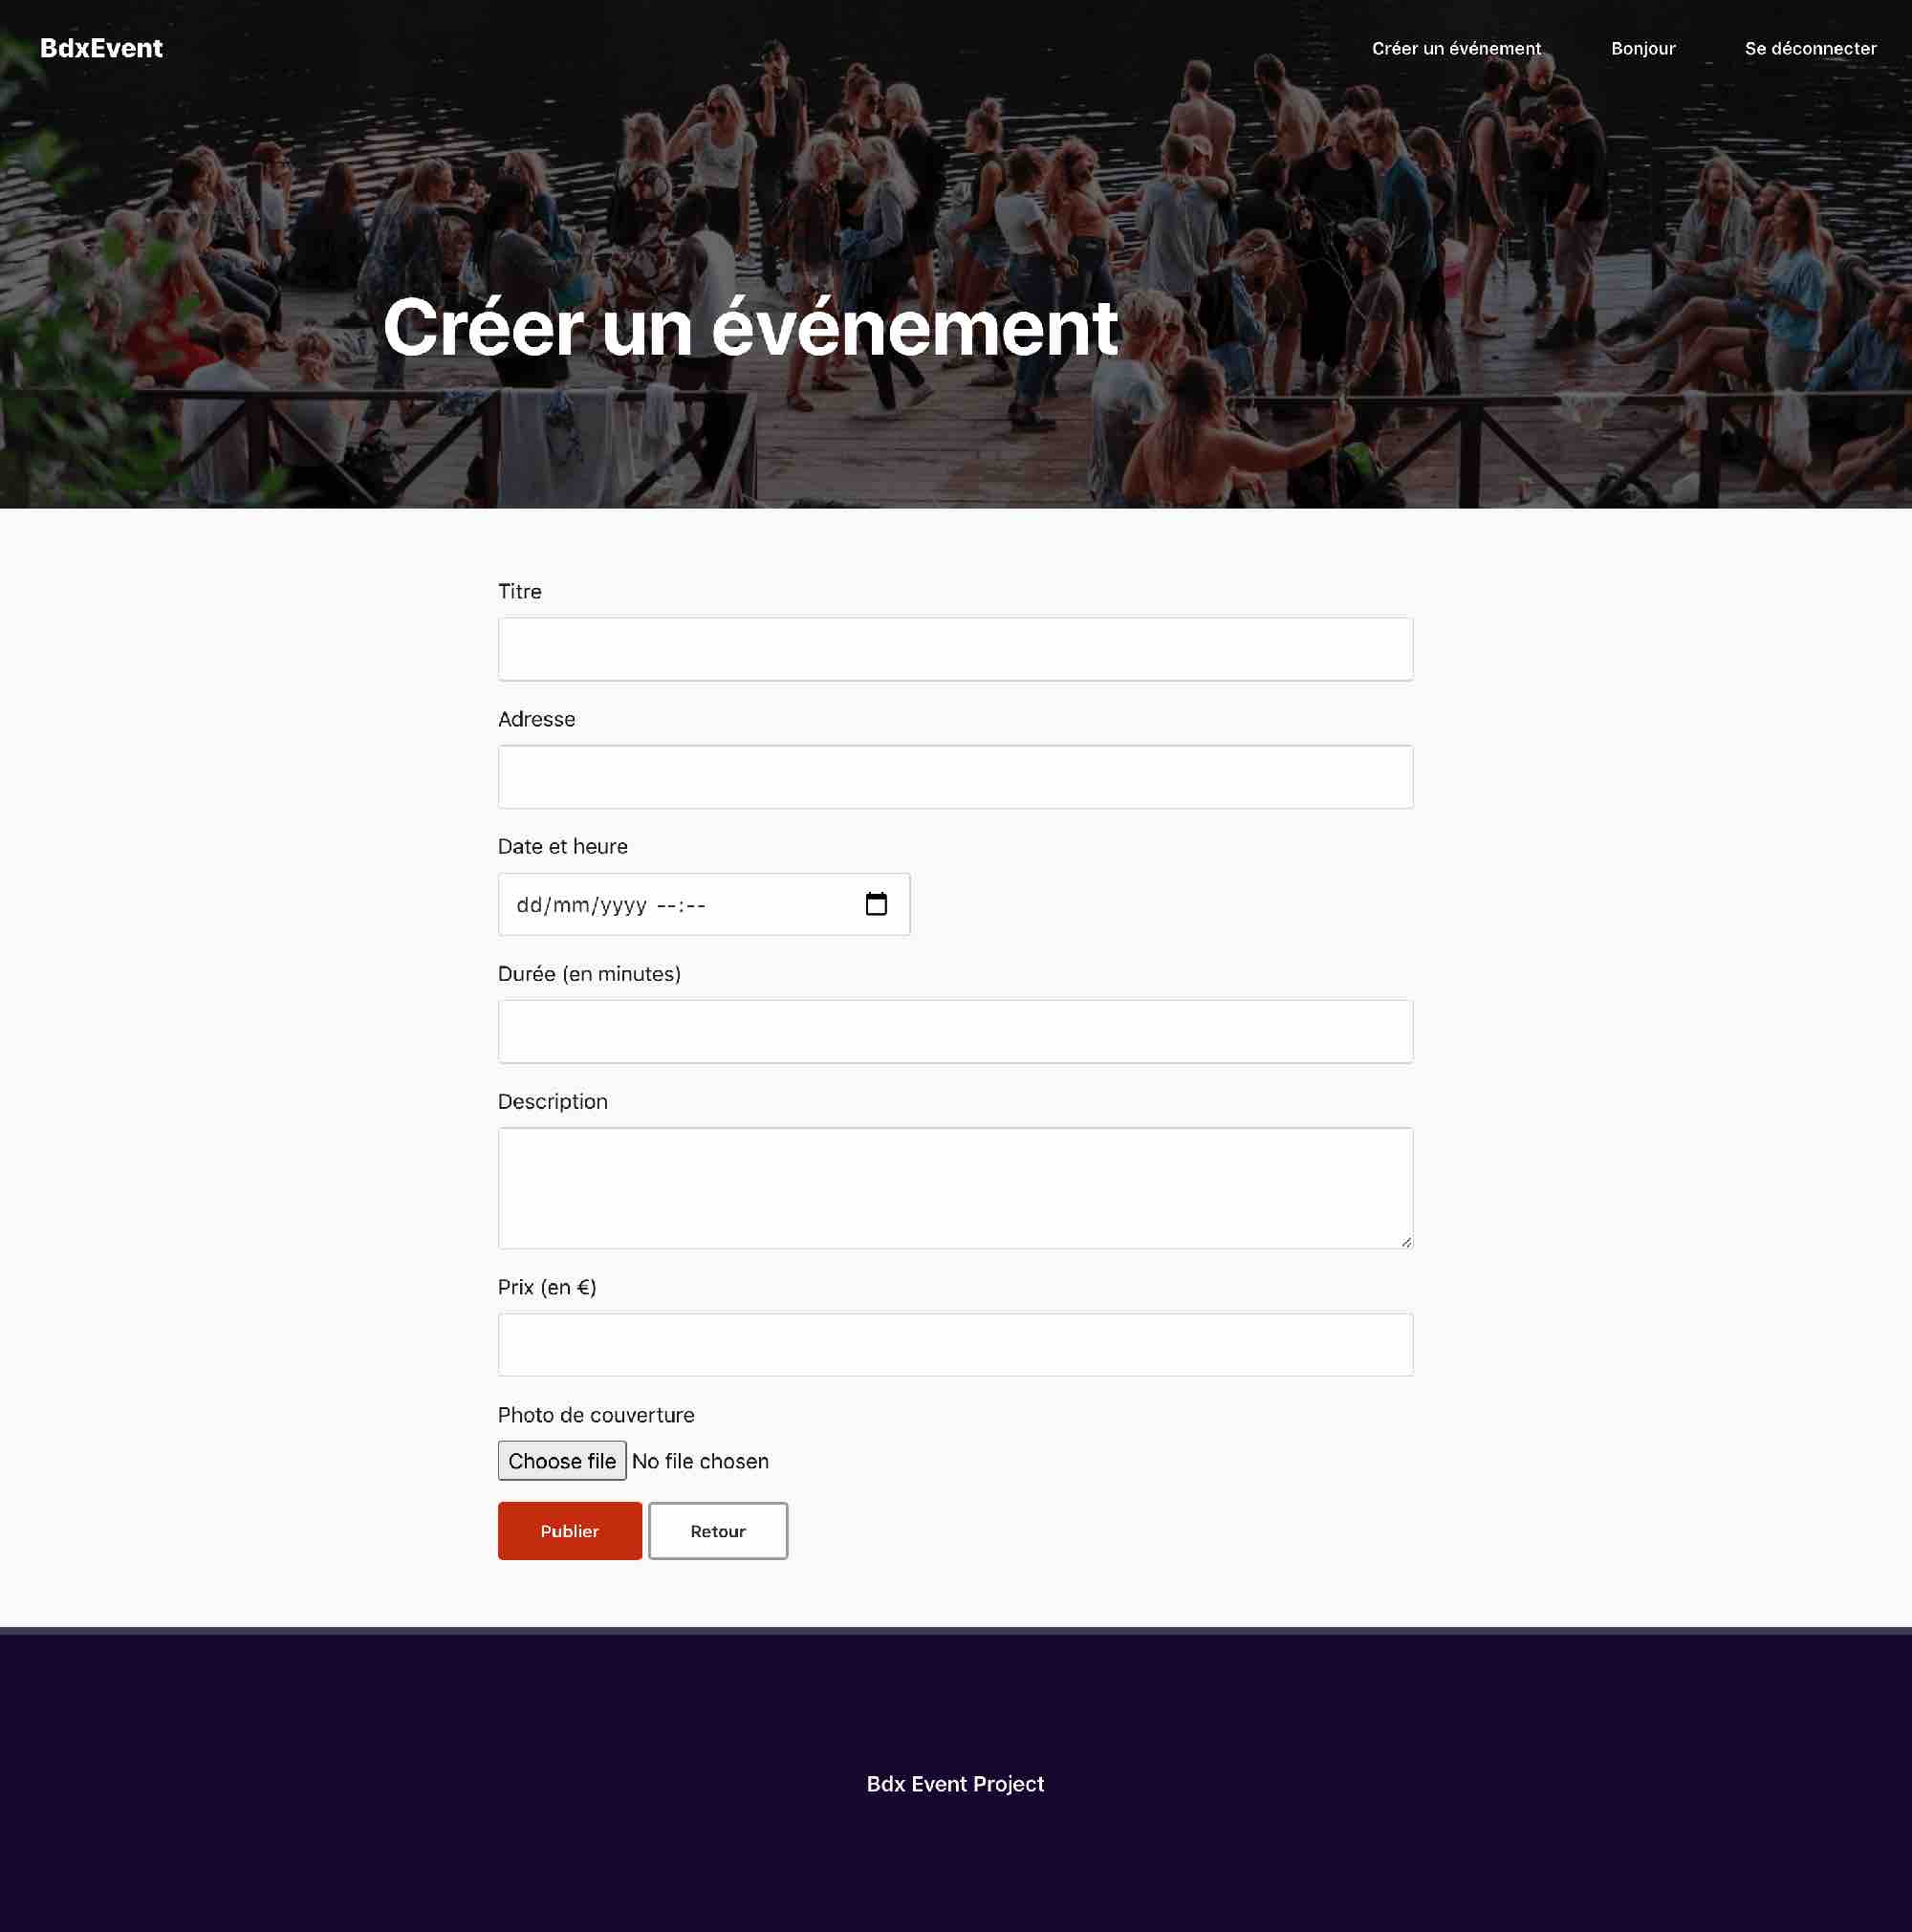 BdxEvent
Créer un événement
Bonjour
Se déconnecter
Créer un événement
Titre
Adresse
Date et heure
dd/mm/yyyy --:--
Durée (en minutes)
Description
Prix (en €)
Photo de couverture
Choose file No file chosen
Publier
Retour
Bdx Event Project